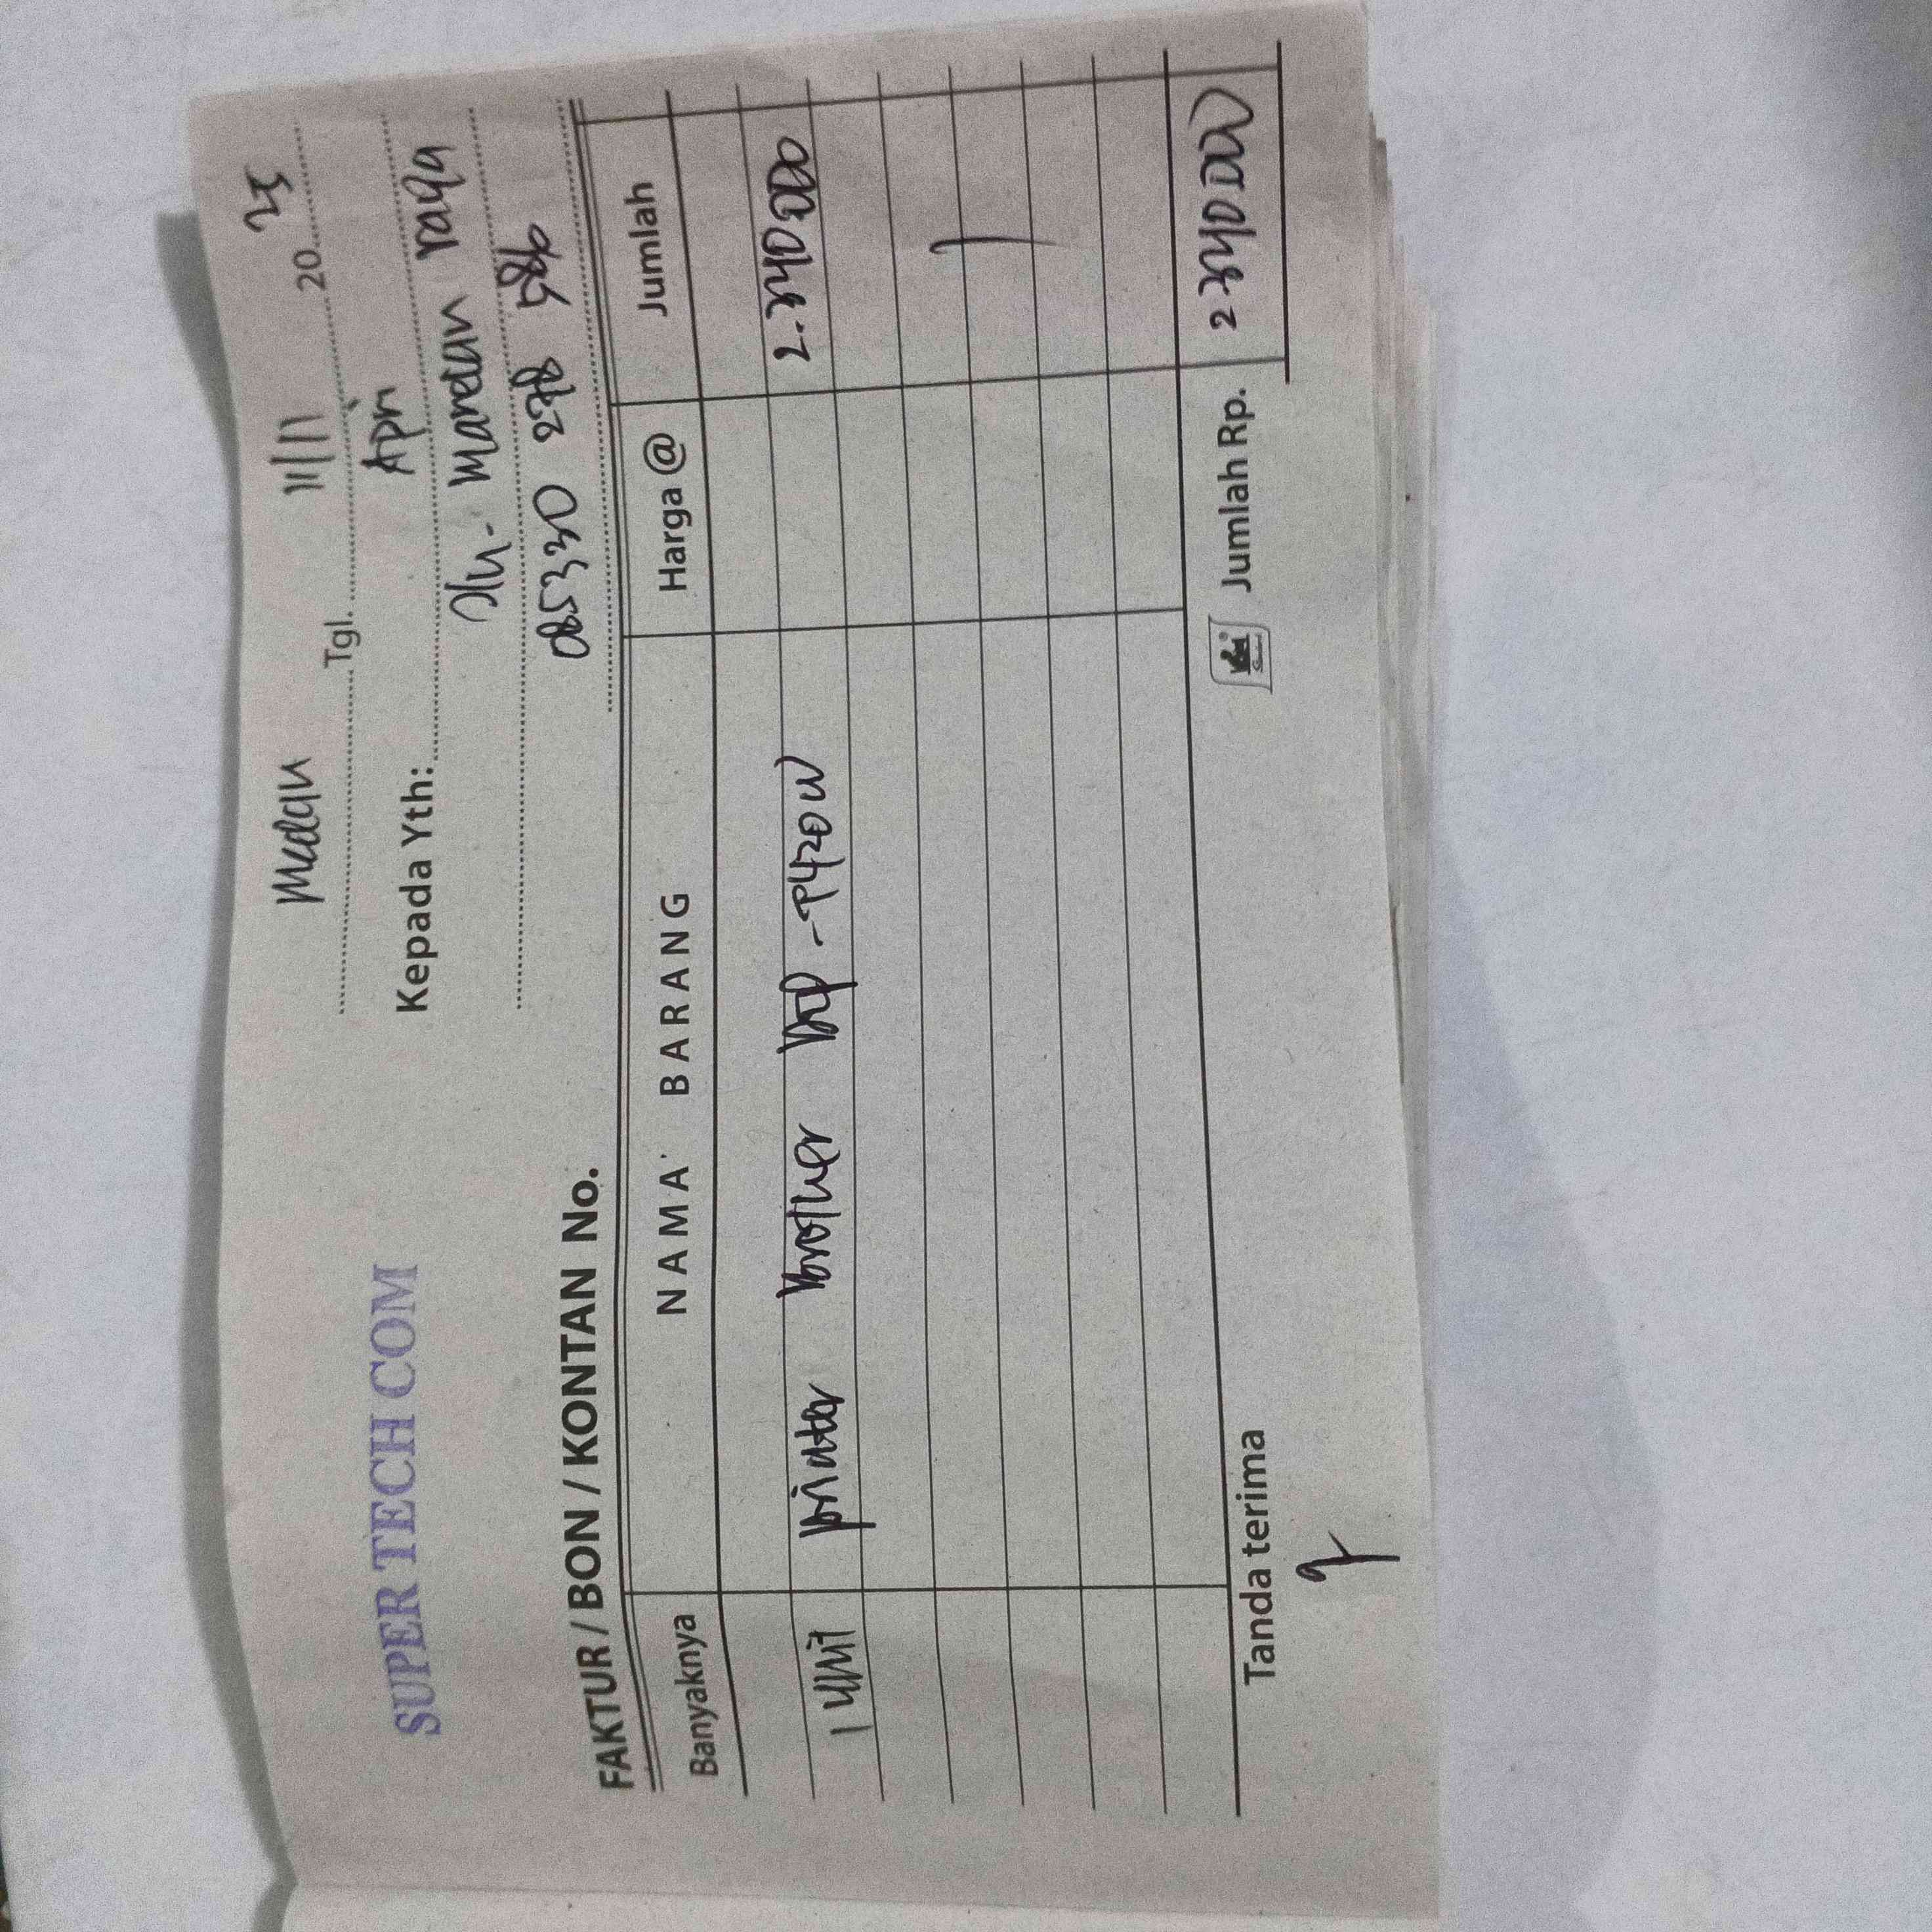 SUPER TECH COM
Medan Tgl. 11/11 20 25
Kepada Yth: Apri
Jln. Marelan raya
085330 278 586
FAKTUR / BON / KONTAN No.
Banyaknya NAMA BARANG Harga @ Jumlah
1 unit printer brother DCP-T420W 2.340.000
Tanda terima Jumlah Rp. 2.340.000